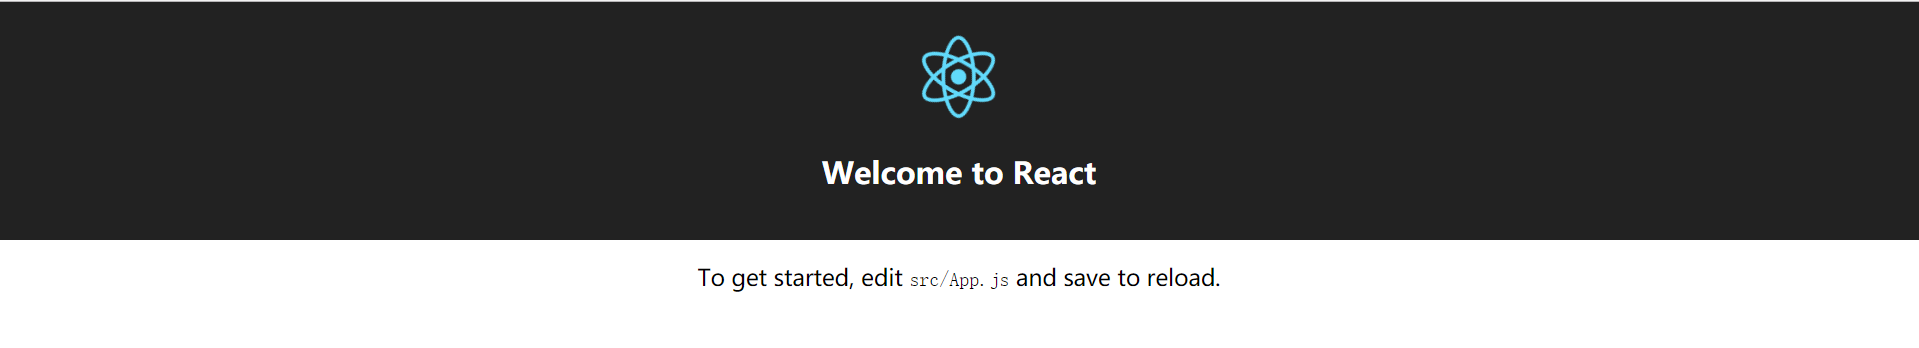 Welcome to React
To get started, edit src/App.js and save to reload.